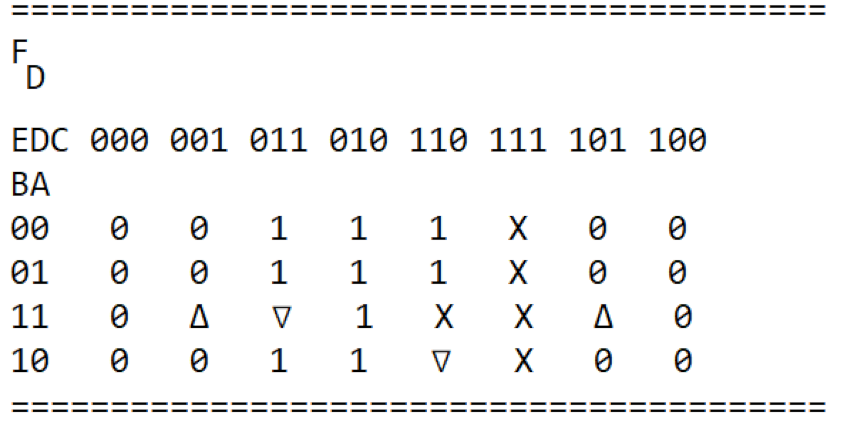 =========================================
F
D
EDC 000 001 011 010 110 111 101 100
BA
00 0 0 1 1 1 X 0 0
01 0 0 1 1 1 X 0 0
11 0 Δ ∇ 1 X X Δ 0
10 0 0 1 1 ∇ X 0 0
=========================================